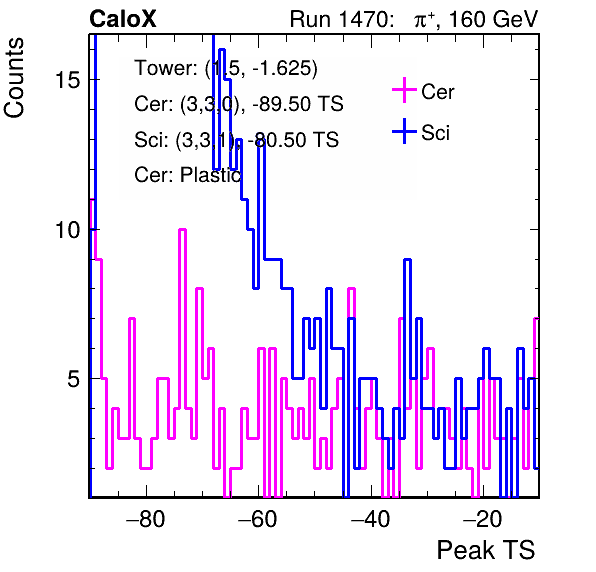 CaloX Run 1470: π⁺, 160 GeV
Counts
15
10
5
Tower: (1.5, -1.625)
Cer: (3,3,0), -89.50 TS
Sci: (3,3,1), -80.50 TS
Cer: Plastic
Cer
Sci
−80 −60 −40 −20
Peak TS